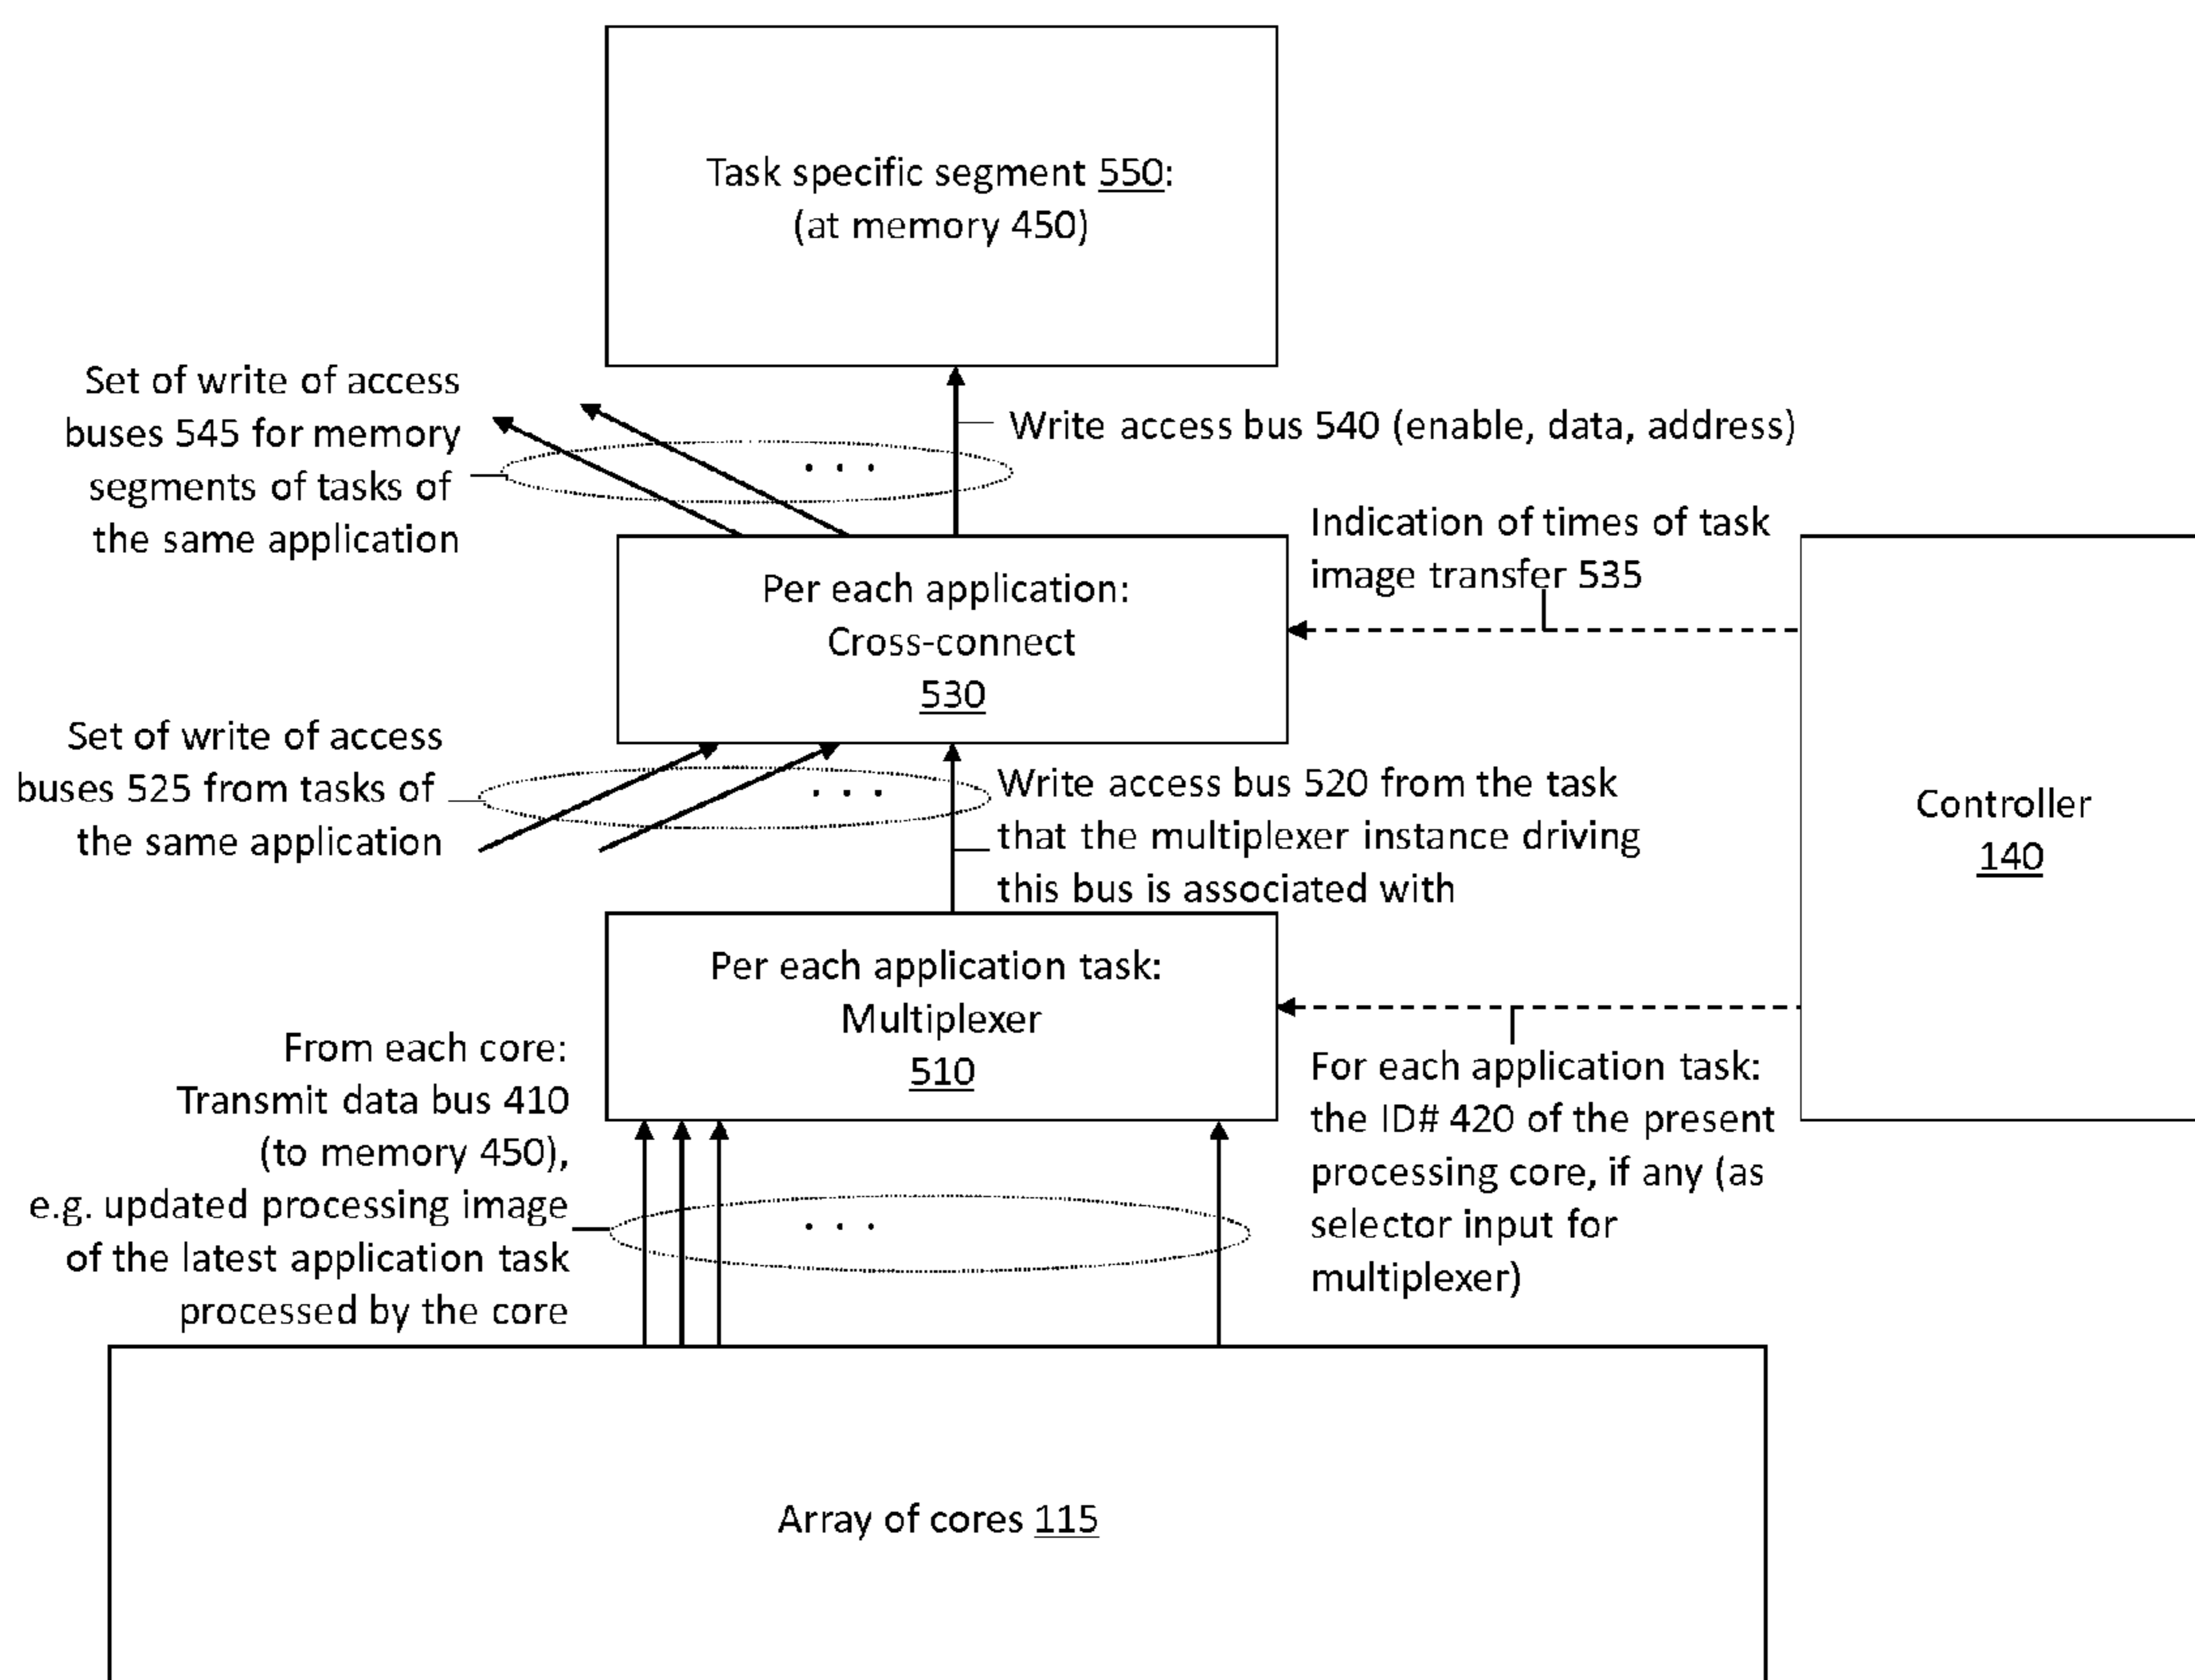 Task specific segment 550:
(at memory 450)
Set of write of access
buses 545 for memory
segments of tasks of
the same application
Write access bus 540 (enable, data, address)
Indication of times of task
image transfer 535
Per each application:
Cross-connect
530
Set of write of access
buses 525 from tasks of
the same application
Write access bus 520 from the task
that the multiplexer instance driving
this bus is associated with
Controller
140
Per each application task:
Multiplexer
510
From each core:
Transmit data bus 410
(to memory 450),
e.g. updated processing image
of the latest application task
processed by the core
For each application task:
the ID# 420 of the present
processing core, if any (as
selector input for
multiplexer)
. . .
. . .
. . .
Array of cores 115